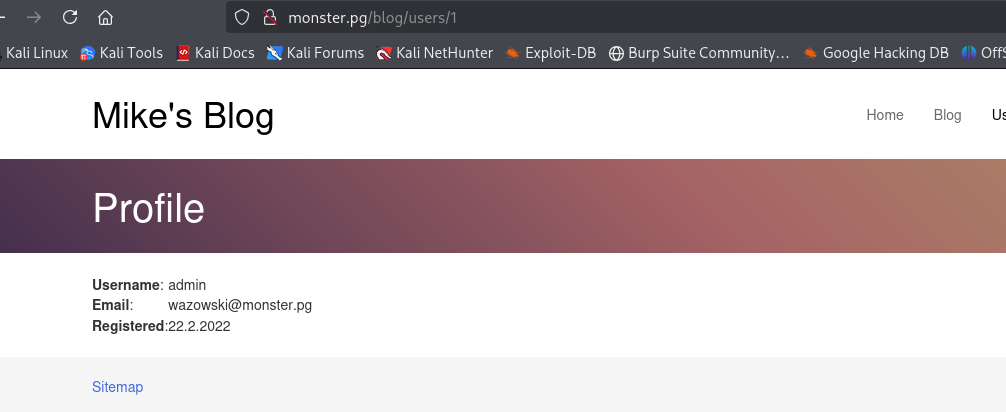 monster.pg/blog/users/1
Kali Linux Kali Tools Kali Docs Kali Forums Kali NetHunter Exploit-DB Burp Suite Community… Google Hacking DB OffS
Mike's Blog
Home Blog Us
Profile
Username: admin
Email: wazowski@monster.pg
Registered:22.2.2022
Sitemap